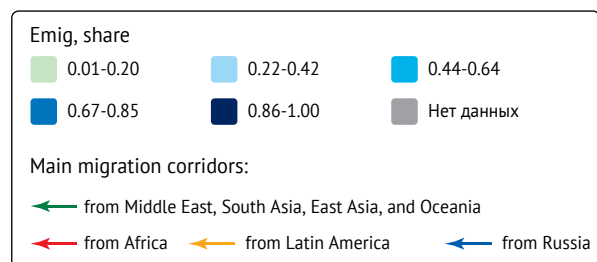 Emig, share
0.01-0.20 0.22-0.42 0.44-0.64
0.67-0.85 0.86-1.00 Нет данных
Main migration corridors:
from Middle East, South Asia, East Asia, and Oceania
from Africa from Latin America from Russia